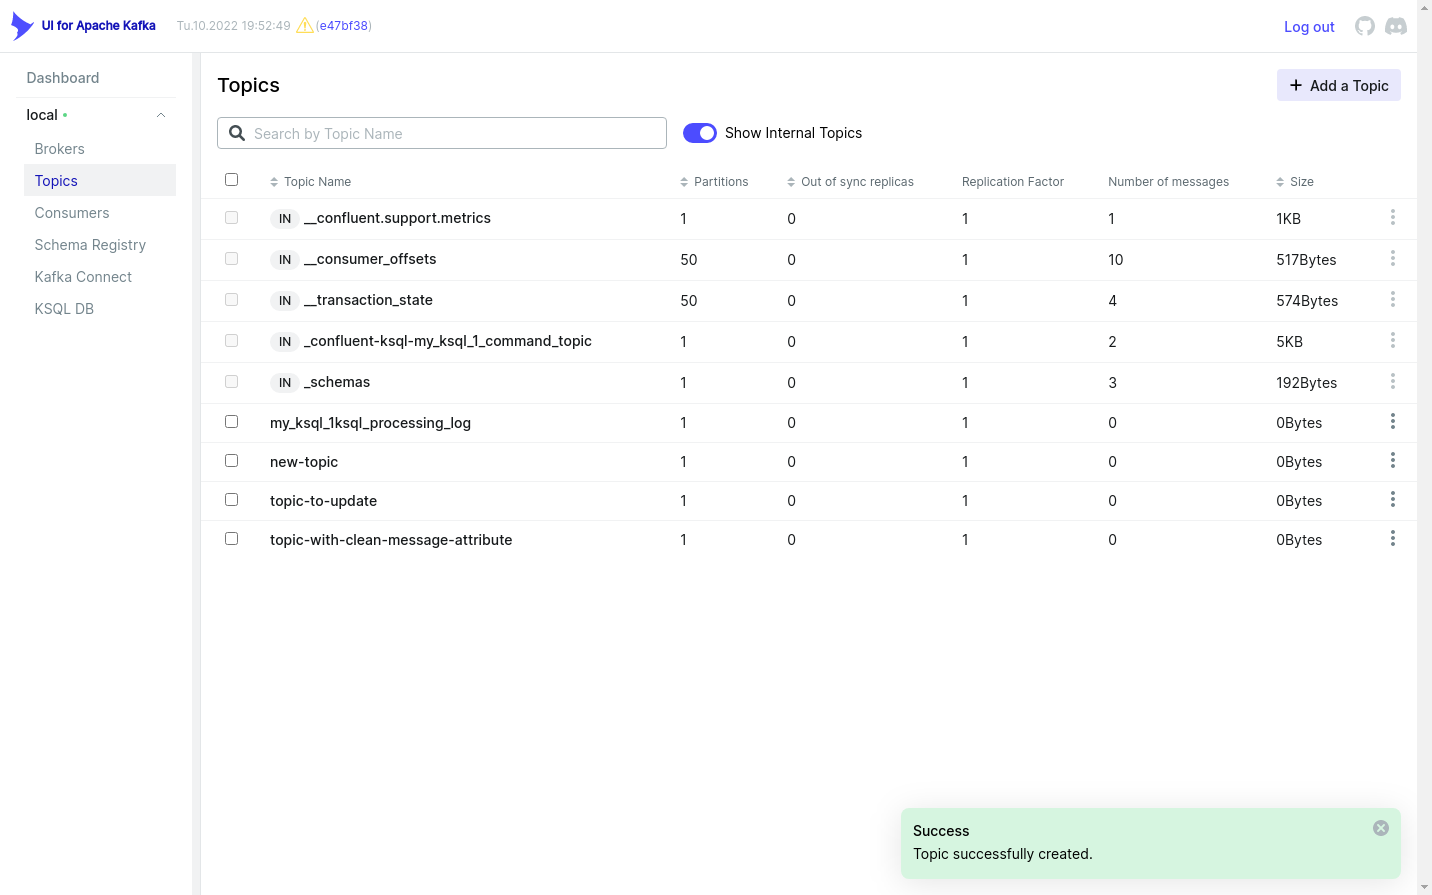 UI for Apache Kafka Tu.10.2022 19:52:49 (e47bf38) Log out
Dashboard
local
Brokers
Topics
Consumers
Schema Registry
Kafka Connect
KSQL DB
Topics
Add a Topic
Search by Topic Name
Show Internal Topics
Topic Name Partitions Out of sync replicas Replication Factor Number of messages Size
IN __confluent.support.metrics 1 0 1 1 1KB
IN __consumer_offsets 50 0 1 10 517Bytes
IN __transaction_state 50 0 1 4 574Bytes
IN _confluent-ksql-my_ksql_1_command_topic 1 0 1 2 5KB
IN _schemas 1 0 1 3 192Bytes
my_ksql_1ksql_processing_log 1 0 1 0 0Bytes
new-topic 1 0 1 0 0Bytes
topic-to-update 1 0 1 0 0Bytes
topic-with-clean-message-attribute 1 0 1 0 0Bytes
Success
Topic successfully created.